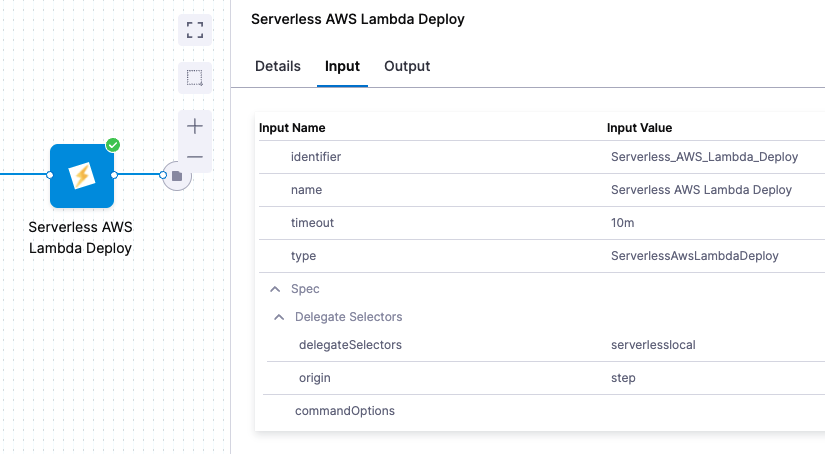 Serverless AWS Lambda Deploy
Details Input Output
Input Name Input Value
identifier Serverless_AWS_Lambda_Deploy
name Serverless AWS Lambda Deploy
timeout 10m
type ServerlessAwsLambdaDeploy
Spec
Delegate Selectors
delegateSelectors serverlesslocal
origin step
commandOptions
Serverless AWS
Lambda Deploy